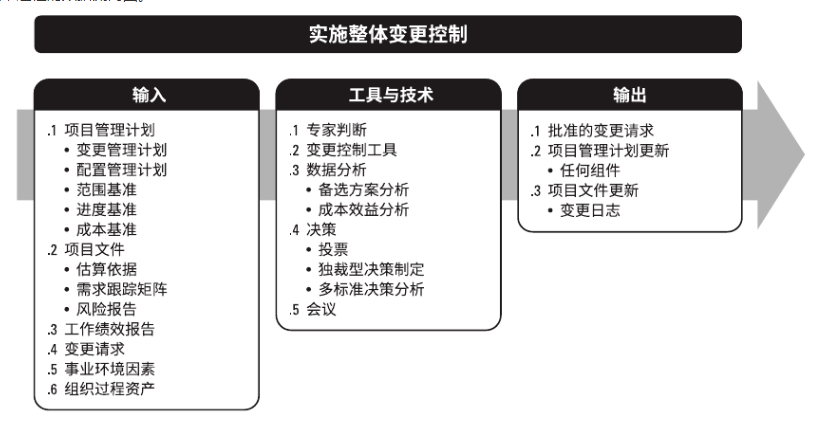 实施整体变更控制
输入
.1 项目管理计划
• 变更管理计划
• 配置管理计划
• 范围基准
• 进度基准
• 成本基准
.2 项目文件
• 估算依据
• 需求跟踪矩阵
• 风险报告
.3 工作绩效报告
.4 变更请求
.5 事业环境因素
.6 组织过程资产
工具与技术
.1 专家判断
.2 变更控制工具
.3 数据分析
• 备选方案分析
• 成本效益分析
.4 决策
• 投票
• 独裁型决策制定
• 多标准决策分析
.5 会议
输出
.1 批准的变更请求
.2 项目管理计划更新
• 任何组件
.3 项目文件更新
• 变更日志